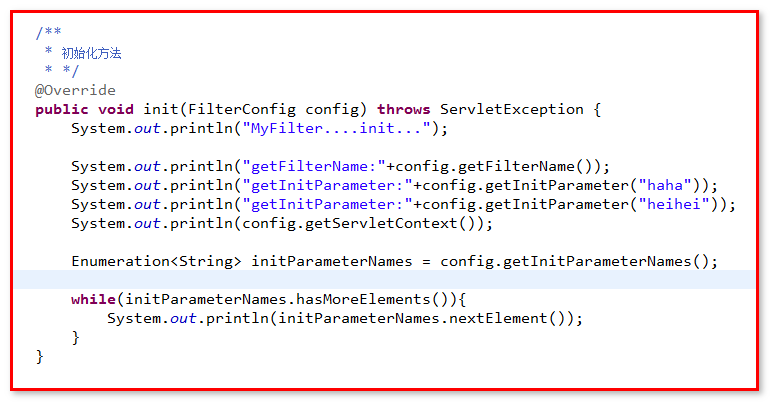 /**
 * 初始化方法
 * */
@Override
public void init(FilterConfig config) throws ServletException {
    System.out.println("MyFilter....init...");
    System.out.println("getFilterName:"+config.getFilterName());
    System.out.println("getInitParameter:"+config.getInitParameter("haha"));
    System.out.println("getInitParameter:"+config.getInitParameter("heihei"));
    System.out.println(config.getServletContext());
    Enumeration<String> initParameterNames = config.getInitParameterNames();
    while(initParameterNames.hasMoreElements()){
        System.out.println(initParameterNames.nextElement());
    }
}